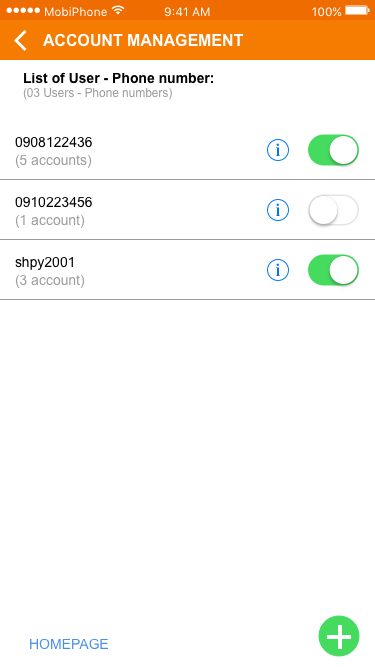 MobiPhone 9:41 AM 100%
ACCOUNT MANAGEMENT
List of User - Phone number:
(03 Users - Phone numbers)
0908122436
(5 accounts)
0910223456
(1 account)
shpy2001
(3 account)
HOMEPAGE